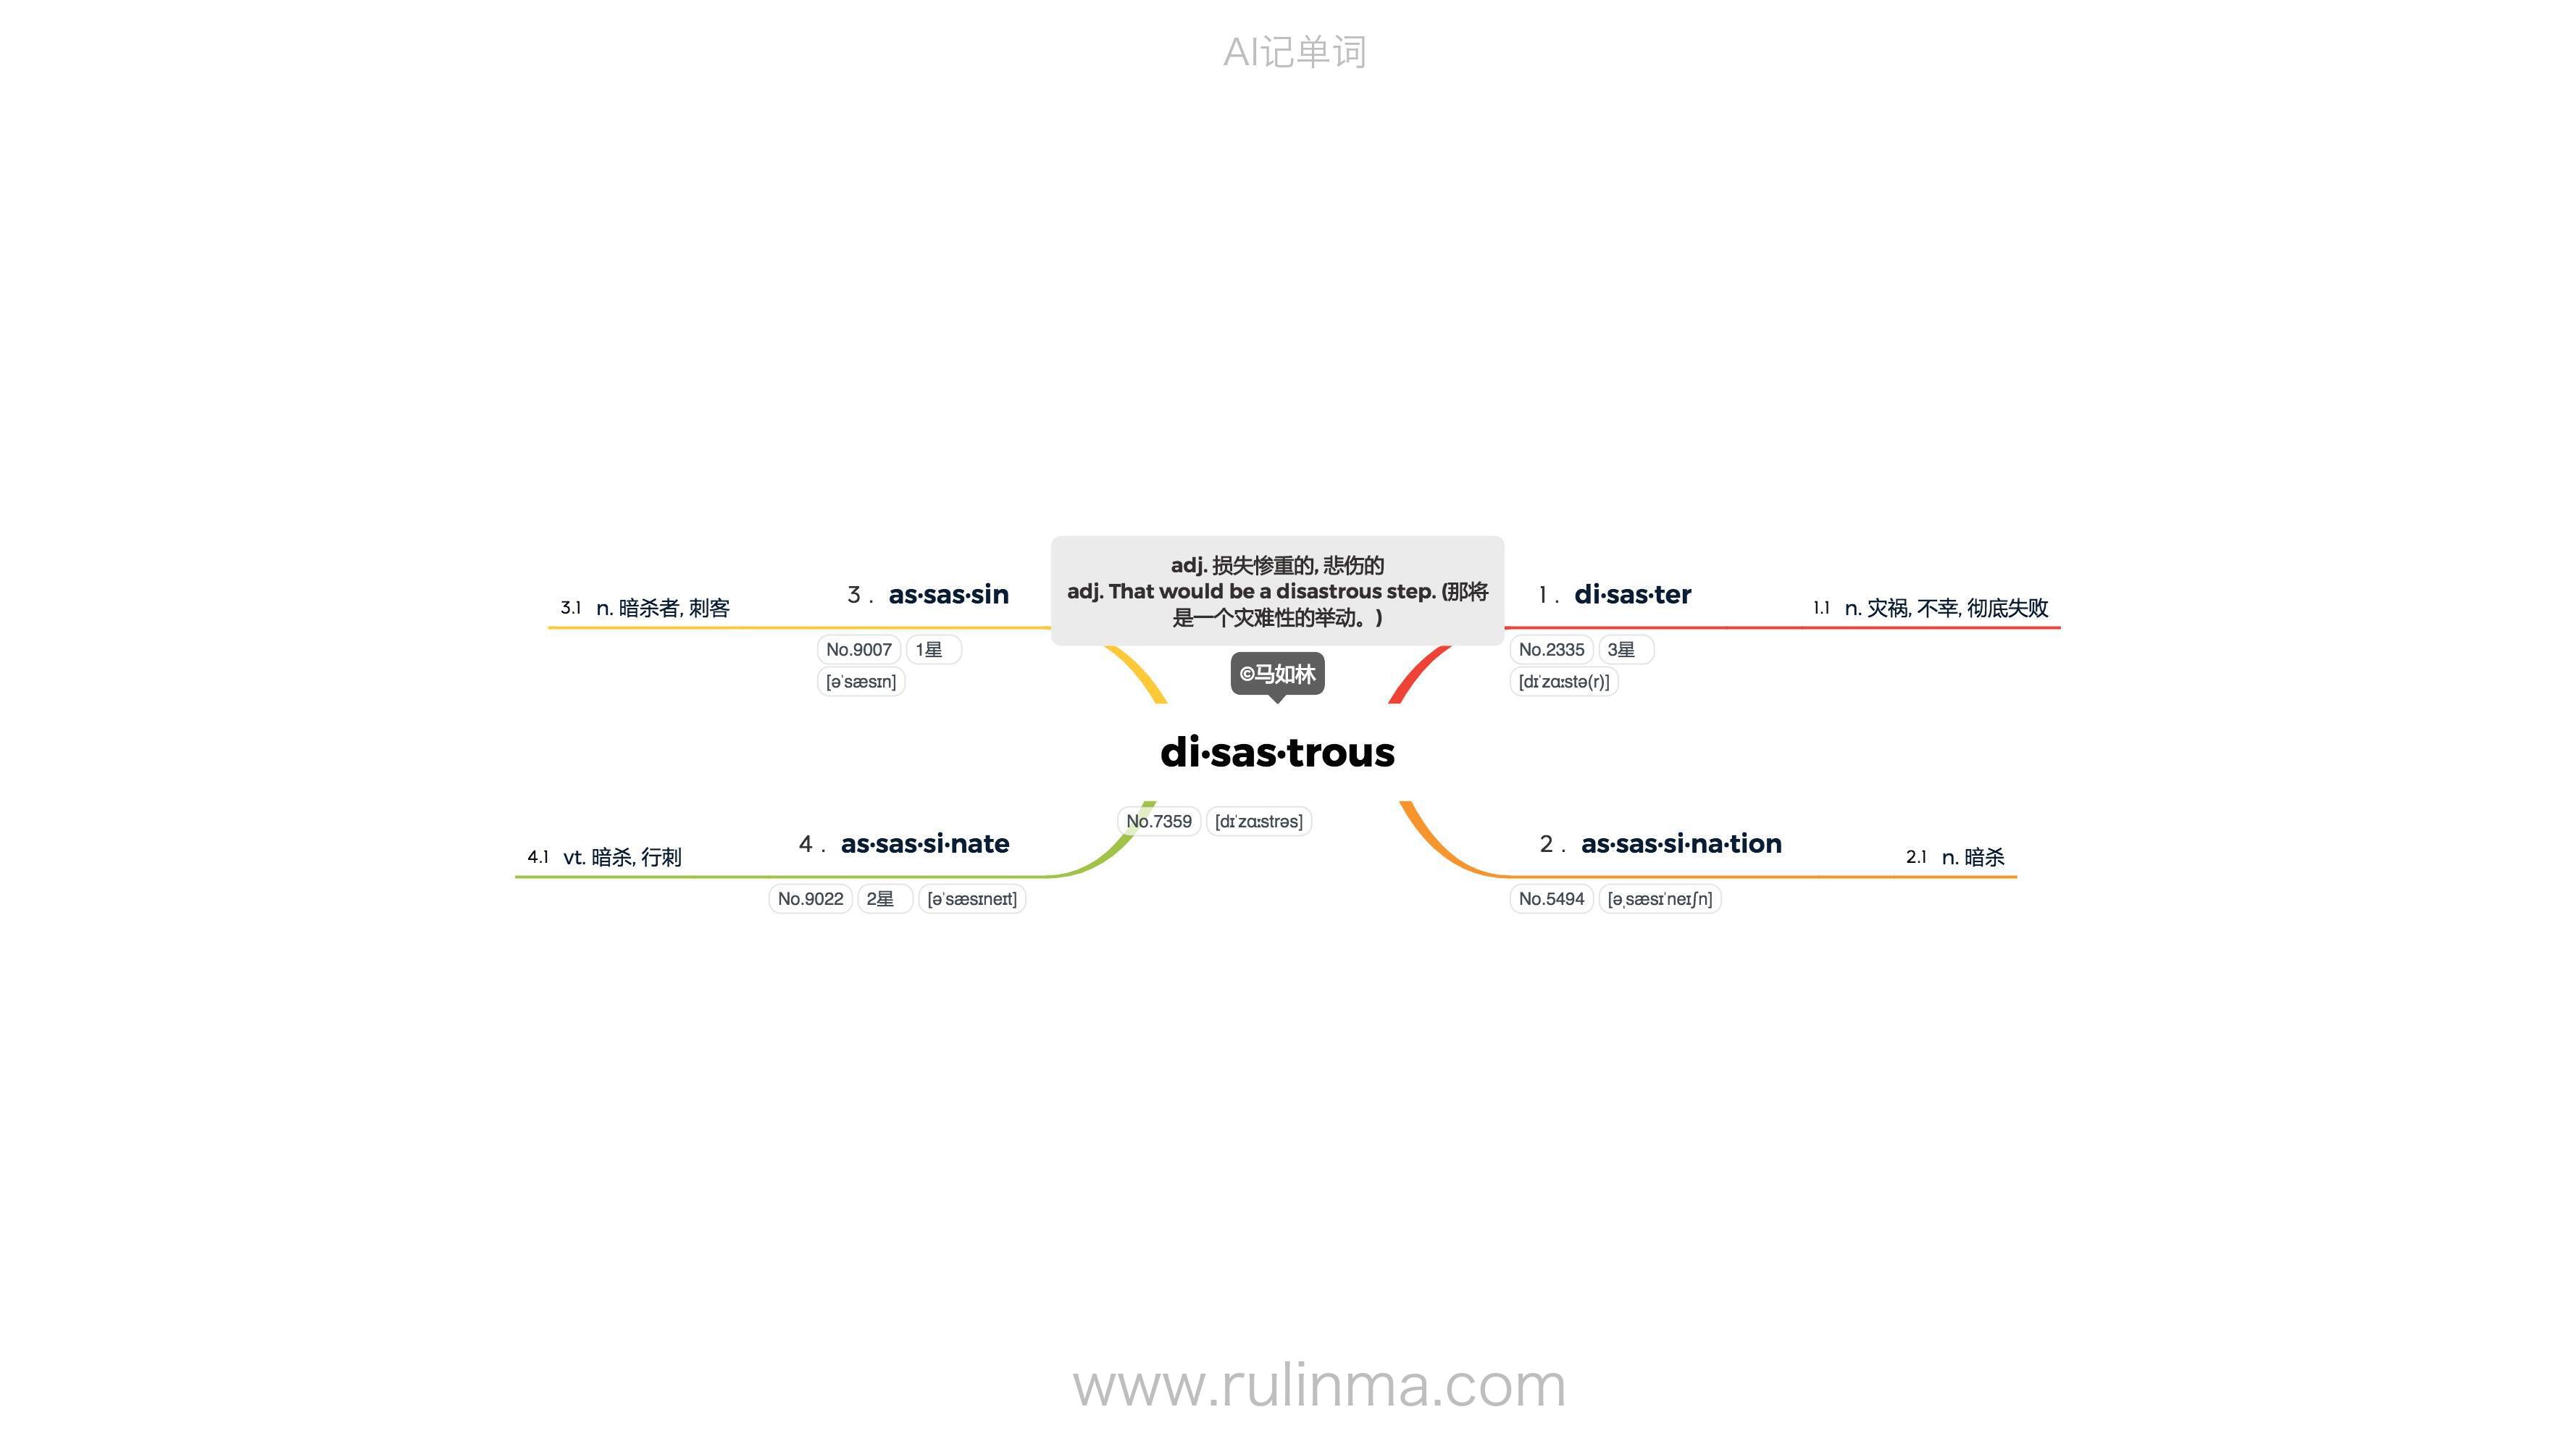 AI记单词
adj. 损失惨重的, 悲伤的
adj. That would be a disastrous step. (那将
是一个灾难性的举动。)
©马如林
di·sas·trous
No.7359 [dɪˈzɑːstrəs]
1 . di·sas·ter
No.2335 3星
[dɪˈzɑːstə(r)]
1.1 n. 灾祸, 不幸, 彻底失败
2 . as·sas·si·na·tion
No.5494 [əˌsæsɪˈneɪʃn]
2.1 n. 暗杀
3 . as·sas·sin
No.9007 1星
[əˈsæsɪn]
3.1 n. 暗杀者, 刺客
4 . as·sas·si·nate
No.9022 2星 [əˈsæsɪneɪt]
4.1 vt. 暗杀, 行刺
www.rulinma.com